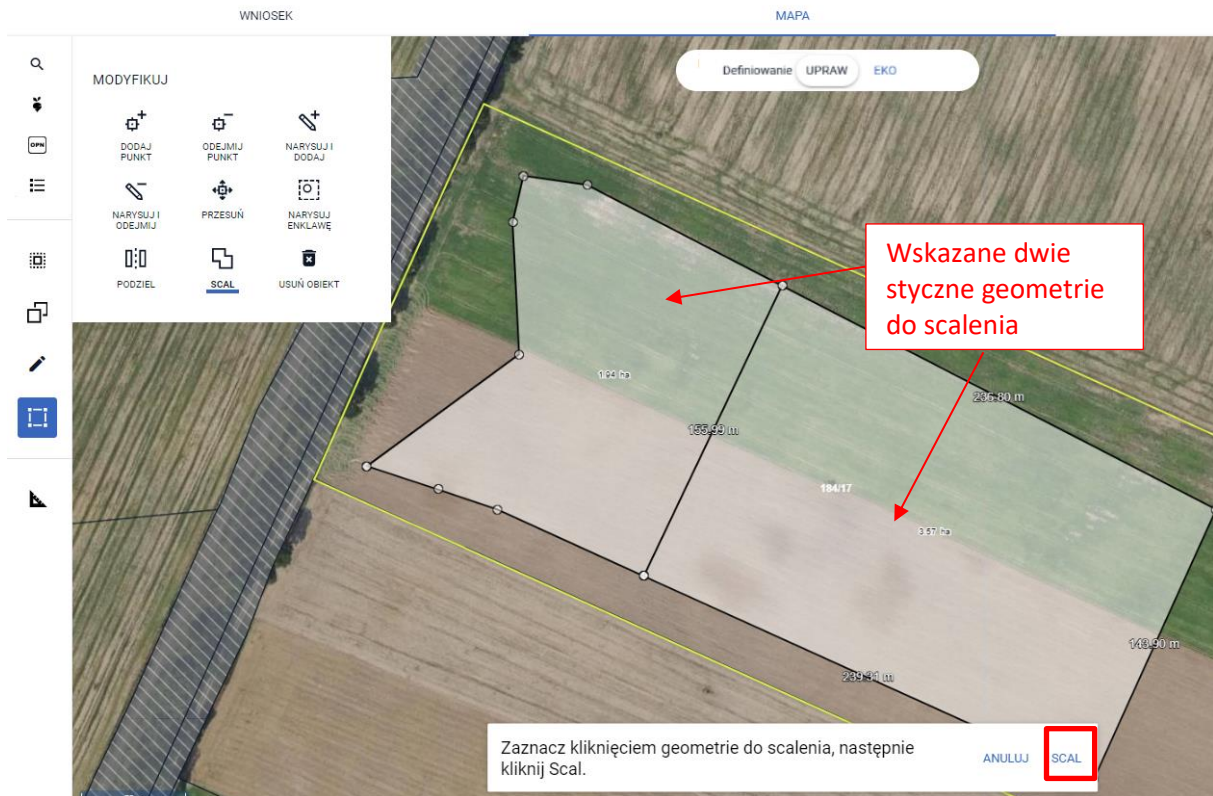 WNIOSEK
MAPA
MODYFIKUJ
DODAJ
PUNKT
ODEJMIJ
PUNKT
NARYSUJ I
DODAJ
NARYSUJ I
ODEJMIJ
PRZESUŃ
NARYSUJ
ENKLAWĘ
PODZIEL
SCAL
USUŃ OBIEKT
OPN
Definiowanie UPRAW EKO
Wskazane dwie
styczne geometrie
do scalenia
1.94 ha
236.80 m
155.99 m
184/17
3.57 ha
143.90 m
239.31 m
Zaznacz kliknięciem geometrie do scalenia, następnie
kliknij Scal.
ANULUJ SCAL